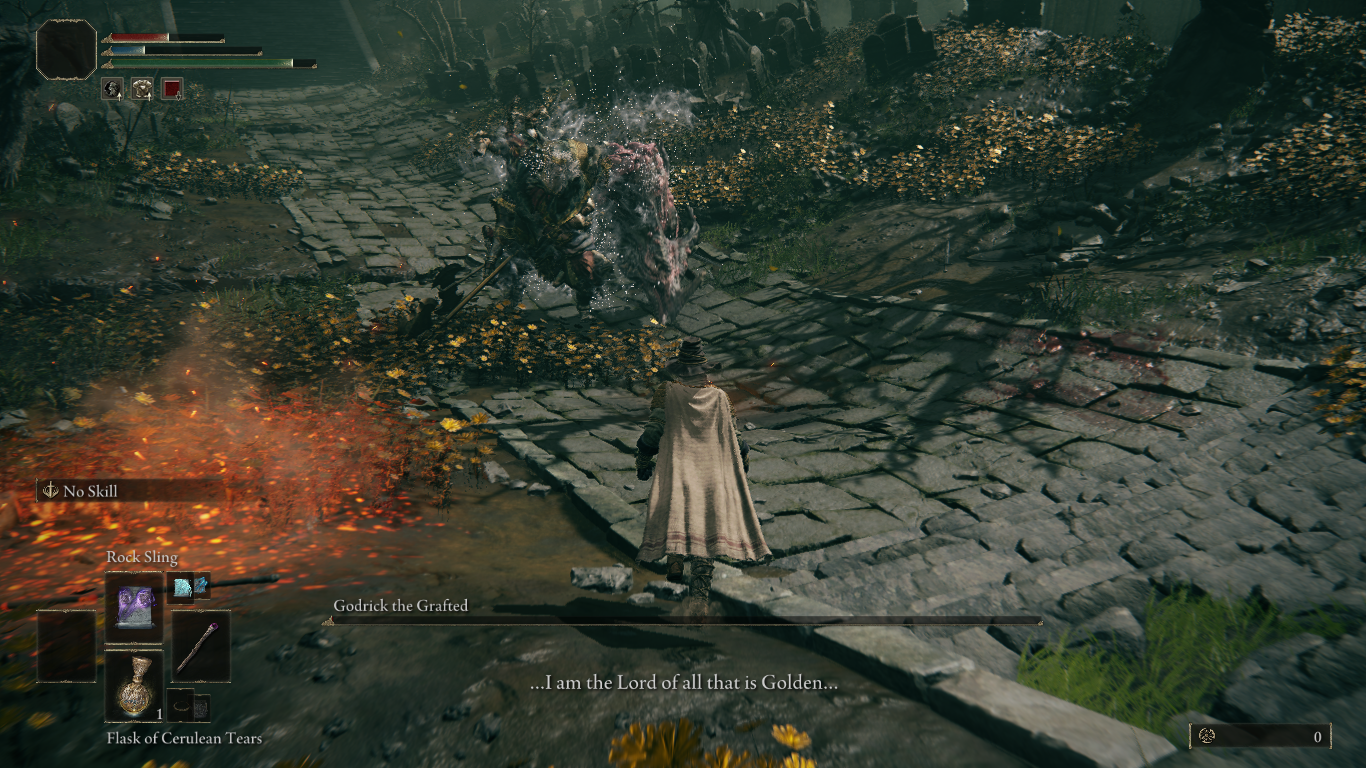 No Skill
Rock Sling
Godrick the Grafted
...I am the Lord of all that is Golden...
1
Flask of Cerulean Tears
0